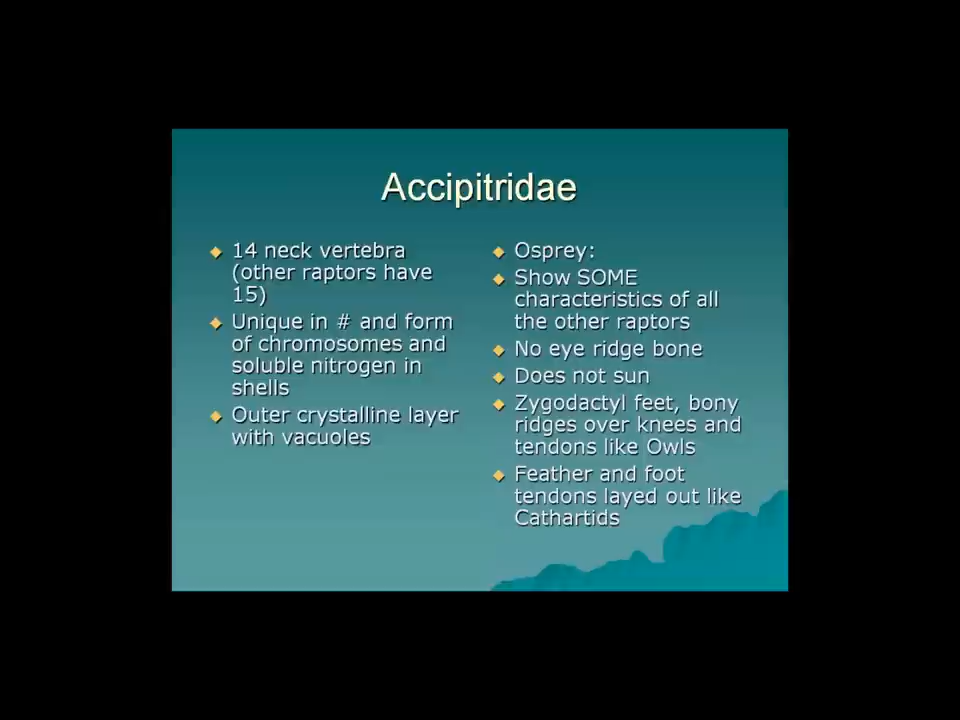 Accipitridae
14 neck vertebra
(other raptors have
15)
Unique in # and form
of chromosomes and
soluble nitrogen in
shells
Outer crystalline layer
with vacuoles
Osprey:
Show SOME
characteristics of all
the other raptors
No eye ridge bone
Does not sun
Zygodactyl feet, bony
ridges over knees and
tendons like Owls
Feather and foot
tendons layed out like
Cathartids